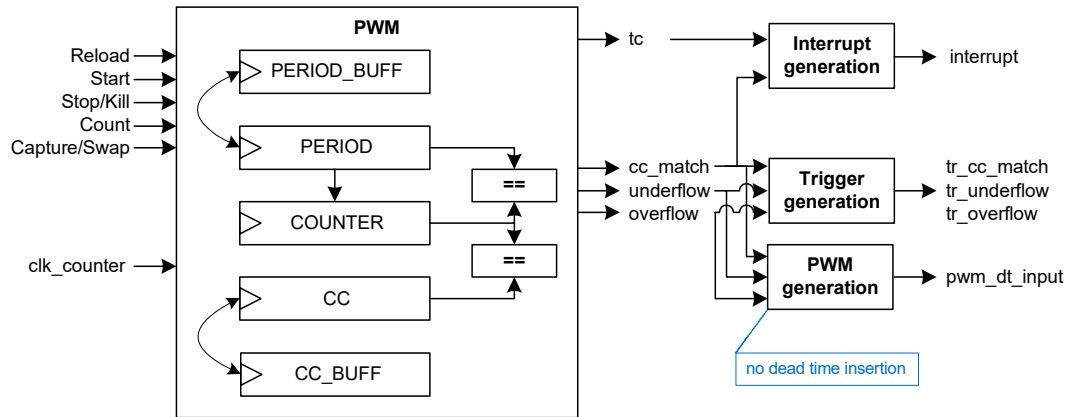 PWM
Reload
Start
Stop/Kill
Count
Capture/Swap
clk_counter
PERIOD_BUFF
PERIOD
==
COUNTER
==
CC
CC_BUFF
tc
cc_match
underflow
overflow
Interrupt
generation
interrupt
Trigger
generation
tr_cc_match
tr_underflow
tr_overflow
PWM
generation
pwm_dt_input
no dead time insertion